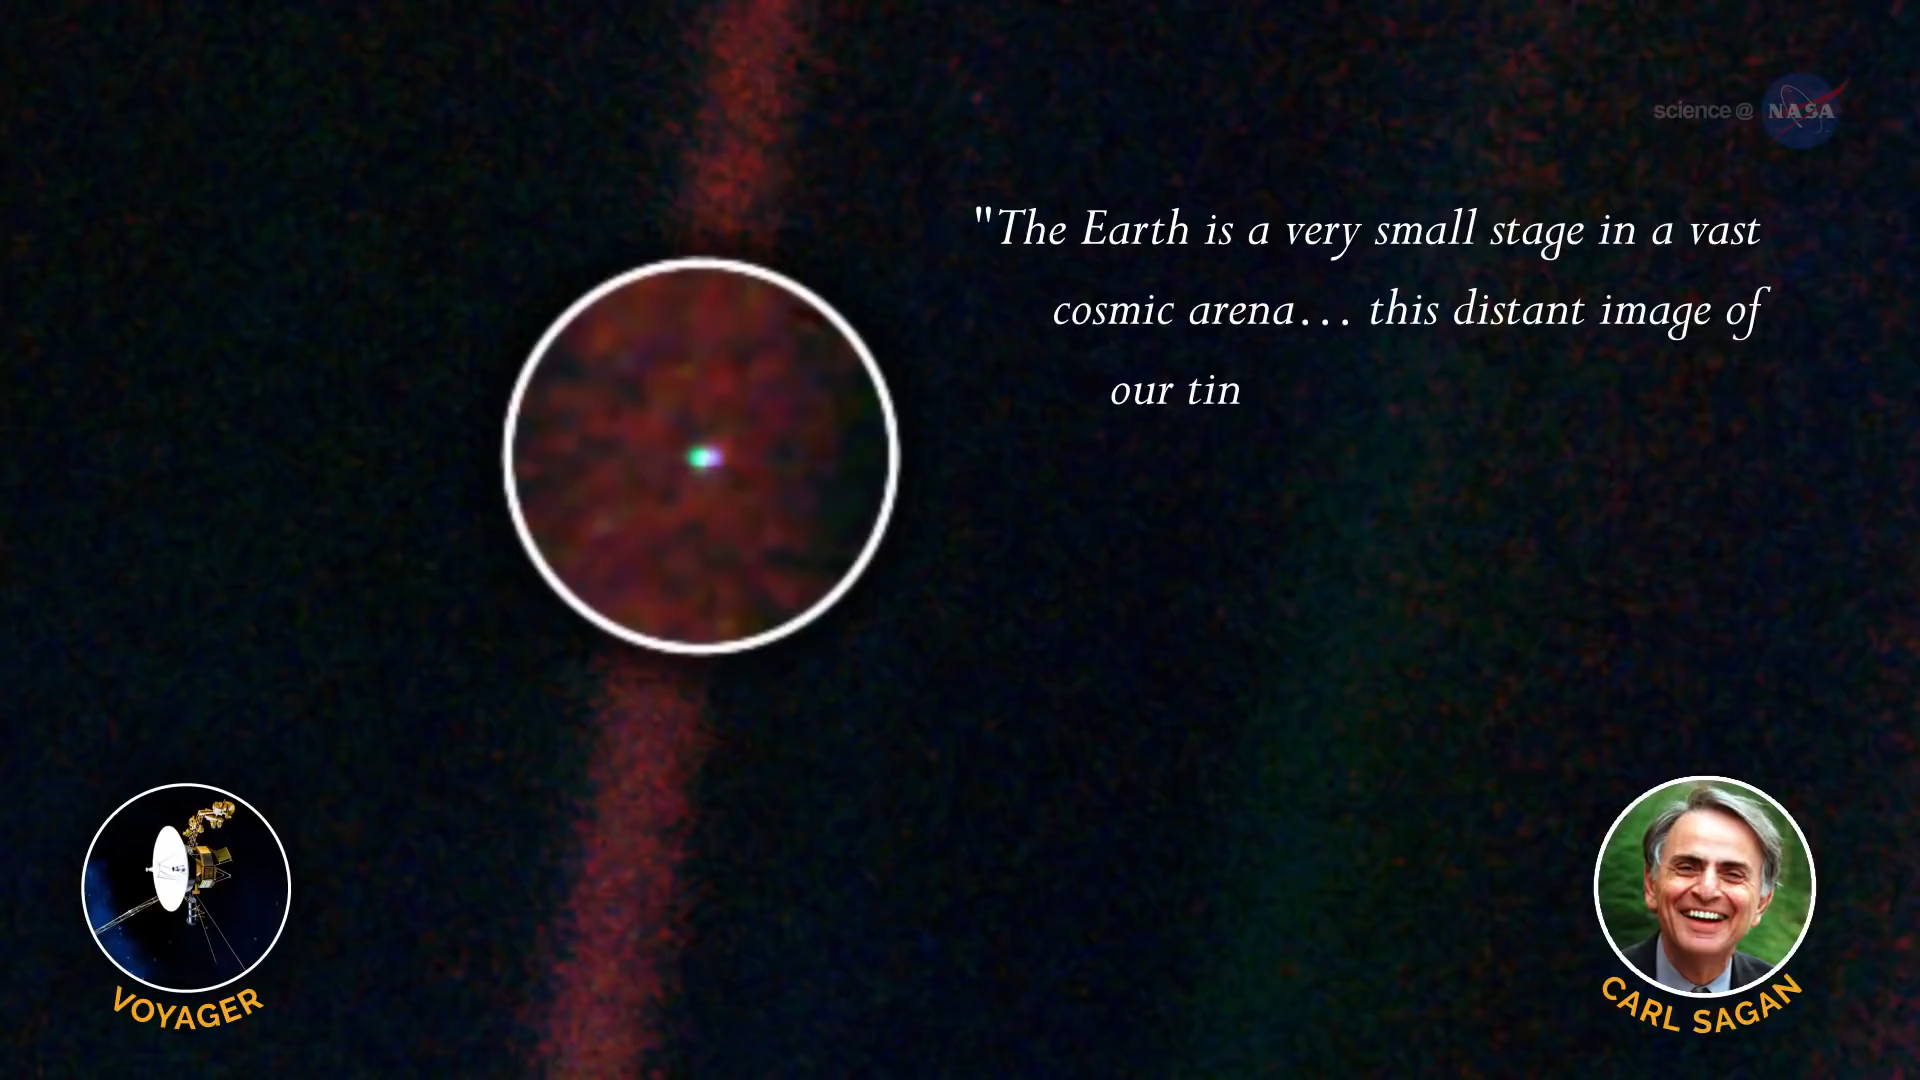 science @ NASA
"The Earth is a very small stage in a vast
cosmic arena... this distant image of
our tin
VOYAGER
CARL SAGAN